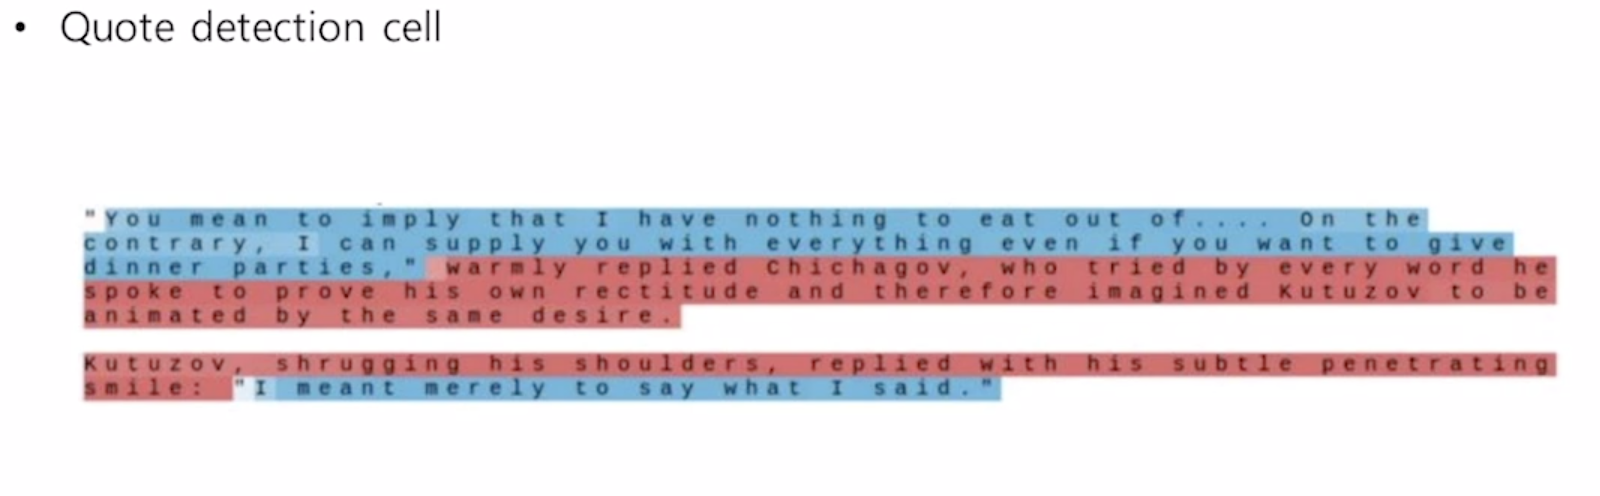 • Quote detection cell
"You mean to imply that I have nothing to eat out of.... On the
contrary, I can supply you with everything even if you want to give
dinner parties," warmly replied Chichagov, who tried by every word he
spoke to prove his own rectitude and therefore imagined Kutuzov to be
animated by the same desire.
Kutuzov, shrugging his shoulders, replied with his subtle penetrating
smile: "I meant merely to say what I said."